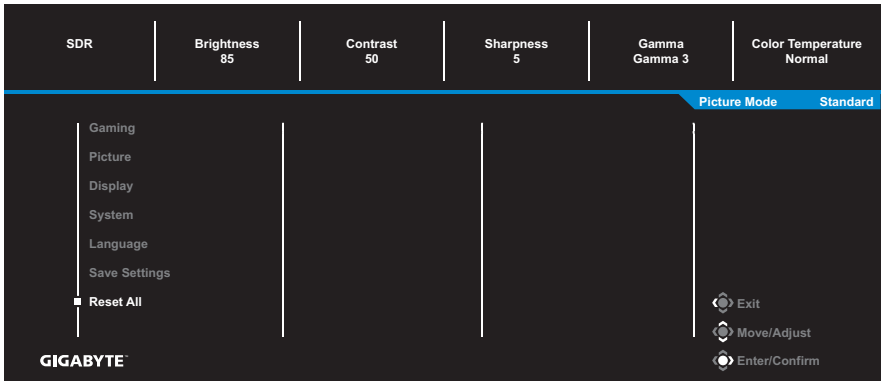 SDR Brightness Contrast Sharpness Gamma Color Temperature
85 50 5 Gamma 3 Normal
Picture Mode Standard
Gaming
Picture
Display
System
Language
Save Settings
Reset All
Exit
Move/Adjust
GIGABYTE™ Enter/Confirm